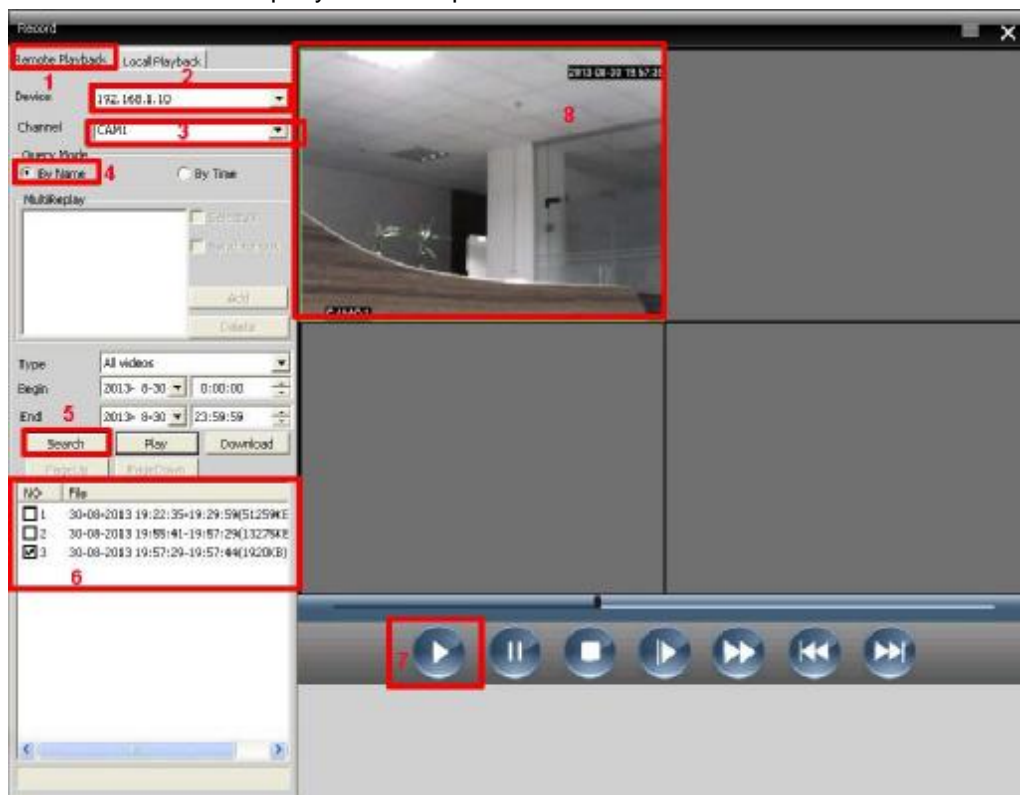 Record
Remote Playback
Local Playback
1
2
Device
192.168.1.10
Channel
CAM1
3
Query Mode
By Name
4
By Time
MultiReplay
Add
Delete
Type
All videos
Begin
2013- 8-30
0:00:00
End
5
2013- 8-30
23:59:59
Search
Play
Download
PageUp
PageDown
NO
File
1
30-08-2013 19:22:35-19:29:59(51259KB
2
30-08-2013 19:55:41-19:57:29(13275KB
3
30-08-2013 19:57:29-19:57:44(1920KB)
6
8
7